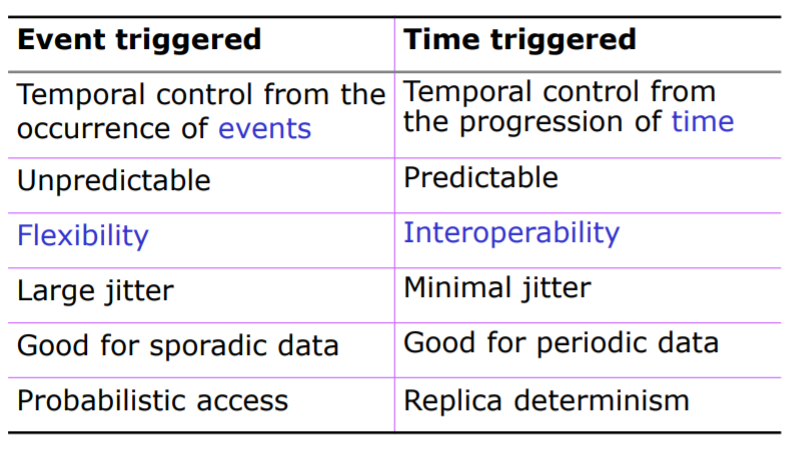 Event triggered
Time triggered
Temporal control from the
occurrence of events
Temporal control from
the progression of time
Unpredictable
Predictable
Flexibility
Interoperability
Large jitter
Minimal jitter
Good for sporadic data
Good for periodic data
Probabilistic access
Replica determinism